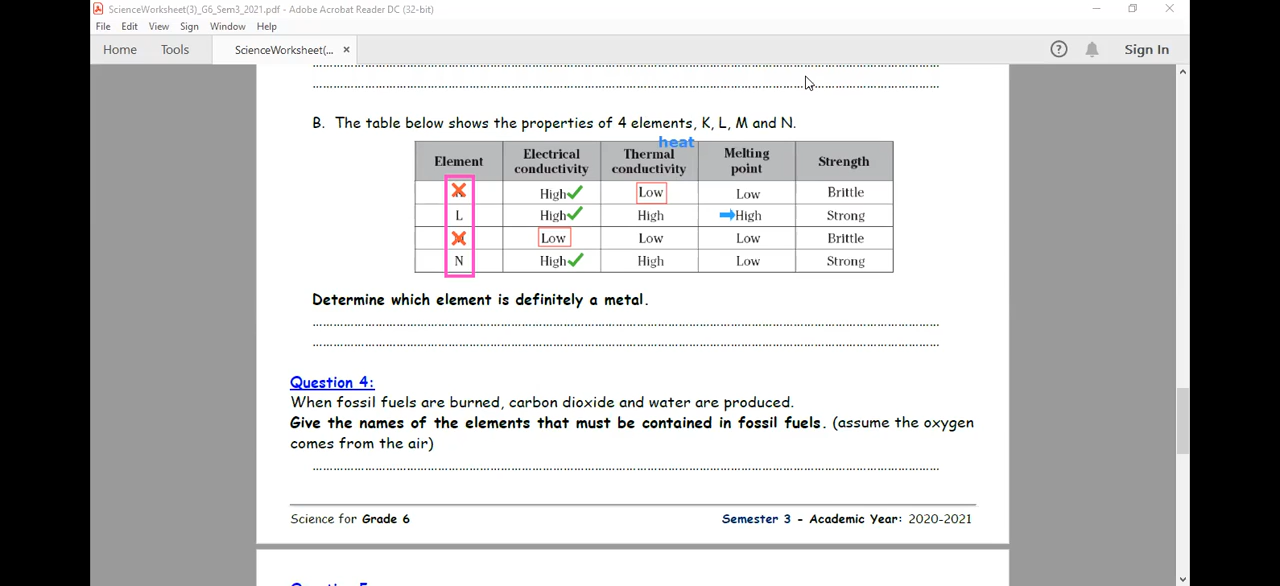 ScienceWorksheet(3)_G6_Sem3_2021.pdf - Adobe Acrobat Reader DC (32-bit)
File Edit View Sign Window Help
Home Tools ScienceWorksheet(... × Sign In
B. The table below shows the properties of 4 elements, K, L, M and N.
heat
Element Electrical conductivity Thermal conductivity Melting point Strength
High Low Low Brittle
L High High High Strong
M Low Low Low Brittle
N High High Low Strong
Determine which element is definitely a metal.
Question 4:
When fossil fuels are burned, carbon dioxide and water are produced.
Give the names of the elements that must be contained in fossil fuels. (assume the oxygen
comes from the air)
Science for Grade 6 Semester 3 - Academic Year: 2020-2021